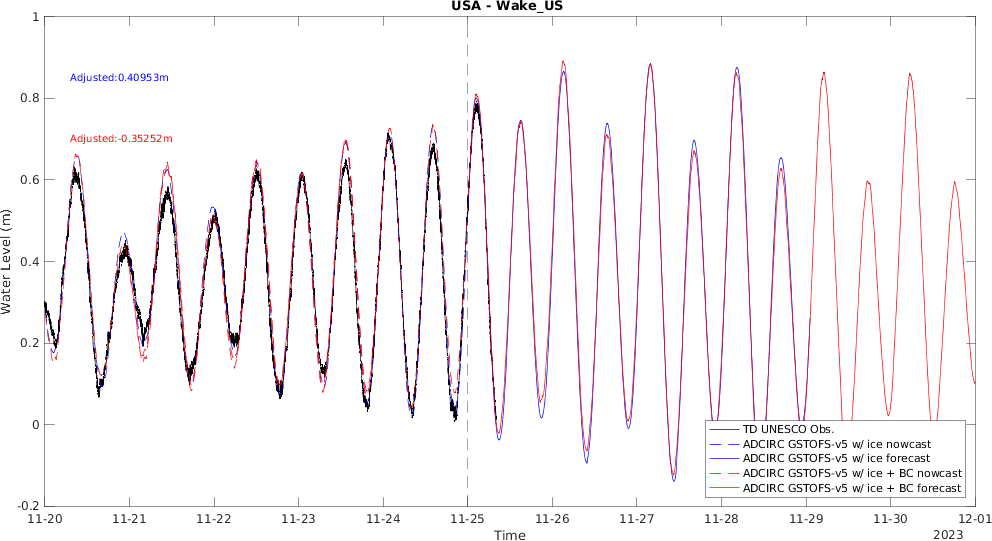 USA - Wake_US
Water Level (m)
1
0.8
0.6
0.4
0.2
0
-0.2
Adjusted:0.40953m
Adjusted:-0.35252m
TD UNESCO Obs.
ADCIRC GSTOFS-v5 w/ ice nowcast
ADCIRC GSTOFS-v5 w/ ice forecast
ADCIRC GSTOFS-v5 w/ ice + BC nowcast
ADCIRC GSTOFS-v5 w/ ice + BC forecast
11-20 11-21 11-22 11-23 11-24 11-25 11-26 11-27 11-28 11-29 11-30 12-01
Time
2023